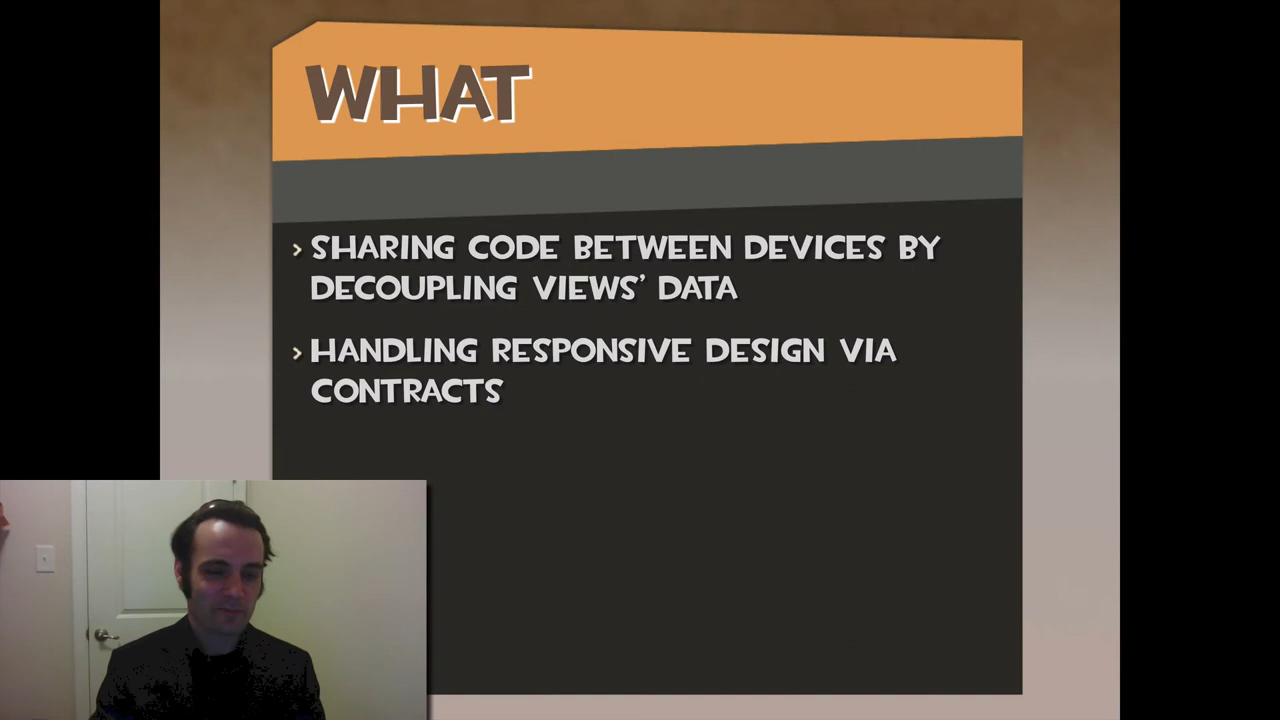 WHAT
› SHARING CODE BETWEEN DEVICES BY
DECOUPLING VIEWS’ DATA
› HANDLING RESPONSIVE DESIGN VIA
CONTRACTS